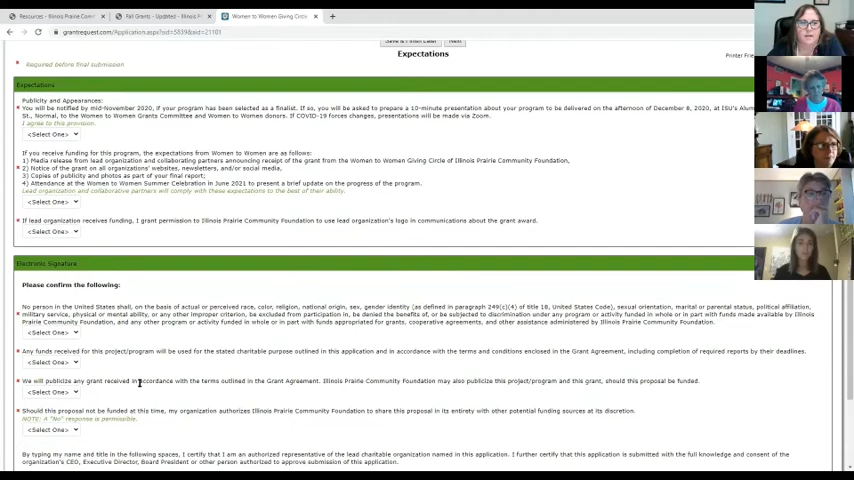 Resources - Illinois Prairie Comm
Fall Grants - Updated - Illinois P
Women to Women Giving Circle
grantrequest.com/Application.aspx?sid=5839&aid=21101
Save & Finish Later
Next
Expectations
Printer Frie
Required before final submission
Expectations
Publicity and Appearances:
You will be notified by mid-November 2020, if your program has been selected as a finalist. If so, you will be asked to prepare a 10-minute presentation about your program to be delivered on the afternoon of December 8, 2020, at ISU's Alum
St., Normal, to the Women to Women Grants Committee and Women to Women donors. If COVID-19 forces changes, presentations will be made via Zoom.
I agree to this provision.
<Select One>
If you receive funding for this program, the expectations from Women to Women are as follows:
1) Media release from lead organization and collaborating partners announcing receipt of the grant from the Women to Women Giving Circle of Illinois Prairie Community Foundation,
2) Notice of the grant on all organizations' websites, newsletters, and/or social media,
3) Copies of publicity and photos as part of your final report;
4) Attendance at the Women to Women Summer Celebration in June 2021 to present a brief update on the progress of the program.
Lead organization and collaborative partners will comply with these expectations to the best of their ability.
<Select One>
If lead organization receives funding, I grant permission to Illinois Prairie Community Foundation to use lead organization's logo in communications about the grant award.
<Select One>
Electronic Signature
Please confirm the following:
No person in the United States shall, on the basis of actual or perceived race, color, religion, national origin, sex, gender identity (as defined in paragraph 249(c)(4) of title 18, United States Code), sexual orientation, marital or parental status, political affiliation,
military service, physical or mental ability, or any other improper criterion, be excluded from participation in, be denied the benefits of, or be subjected to discrimination under any program or activity funded in whole or in part with funds made available by Illinois
Prairie Community Foundation, and any other program or activity funded in whole or in part with funds appropriated for grants, cooperative agreements, and other assistance administered by Illinois Prairie Community Foundation.
<Select One>
Any funds received for this project/program will be used for the stated charitable purpose outlined in this application and in accordance with the terms and conditions enclosed in the Grant Agreement, including completion of required reports by their deadlines.
<Select One>
We will publicize any grant received in accordance with the terms outlined in the Grant Agreement. Illinois Prairie Community Foundation may also publicize this project/program and this grant, should this proposal be funded.
<Select One>
Should this proposal not be funded at this time, my organization authorizes Illinois Prairie Community Foundation to share this proposal in its entirety with other potential funding sources at its discretion.
NOTE: A "No" response is permissible.
<Select One>
By typing my name and title in the following spaces, I certify that I am an authorized representative of the lead charitable organization named in this application. I further certify that this application is submitted with the full knowledge and consent of the
organization's CEO, Executive Director, Board President or other person authorized to approve submission of this application.